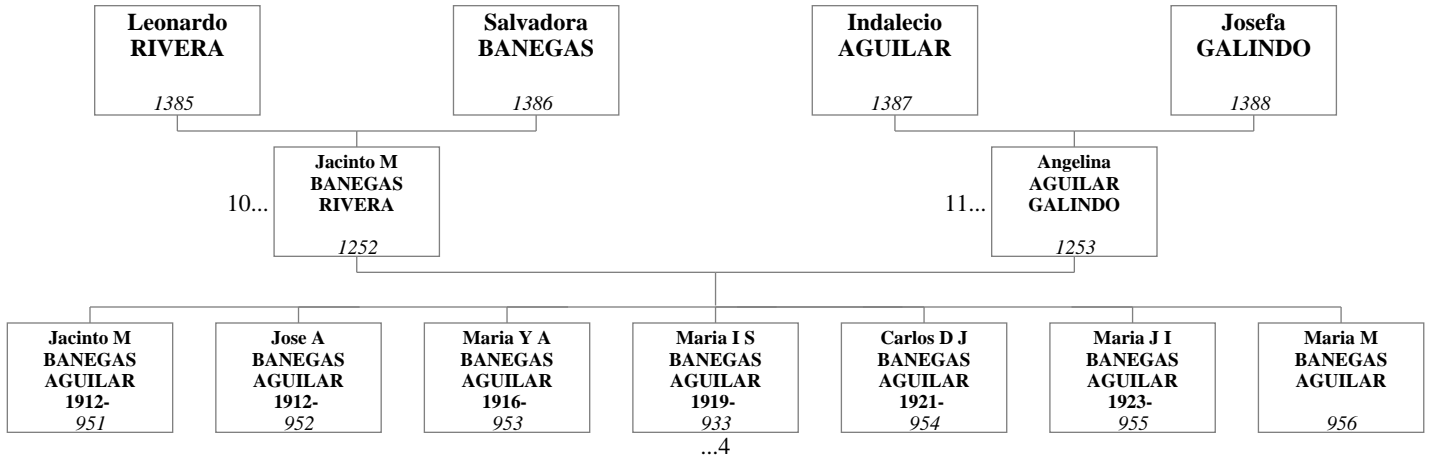 Leonardo
RIVERA
1385
Salvadora
BANEGAS
1386
Indalecio
AGUILAR
1387
Josefa
GALINDO
1388
10...
Jacinto M
BANEGAS
RIVERA
1252
11...
Angelina
AGUILAR
GALINDO
1253
Jacinto M
BANEGAS
AGUILAR
1912-
951
Jose A
BANEGAS
AGUILAR
1912-
952
Maria Y A
BANEGAS
AGUILAR
1916-
953
Maria I S
BANEGAS
AGUILAR
1919-
933
...4
Carlos D J
BANEGAS
AGUILAR
1921-
954
Maria J I
BANEGAS
AGUILAR
1923-
955
Maria M
BANEGAS
AGUILAR
956